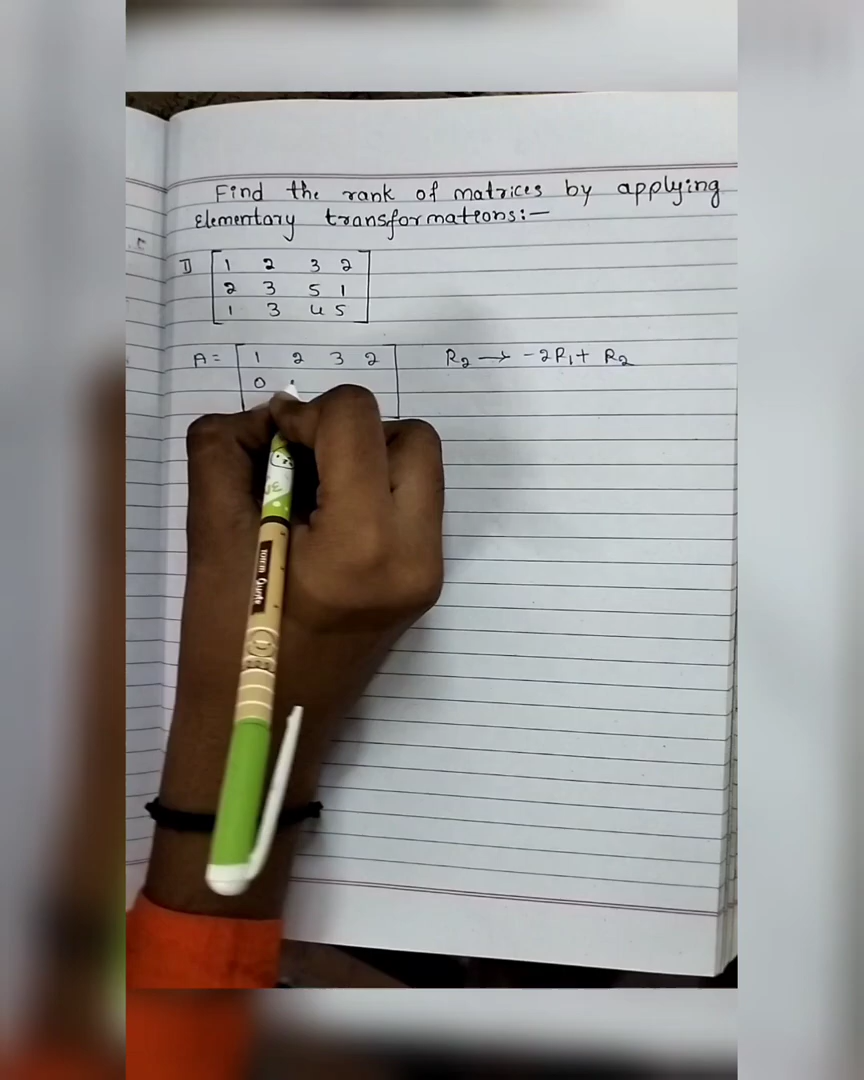 Find the rank of matrices by applying
Elementary transformations:-
I) [ 1 2 3 2
2 3 5 1
1 3 4 5 ]
A = [ 1 2 3 2 ] R₂ → -2R₁ + R₂
0